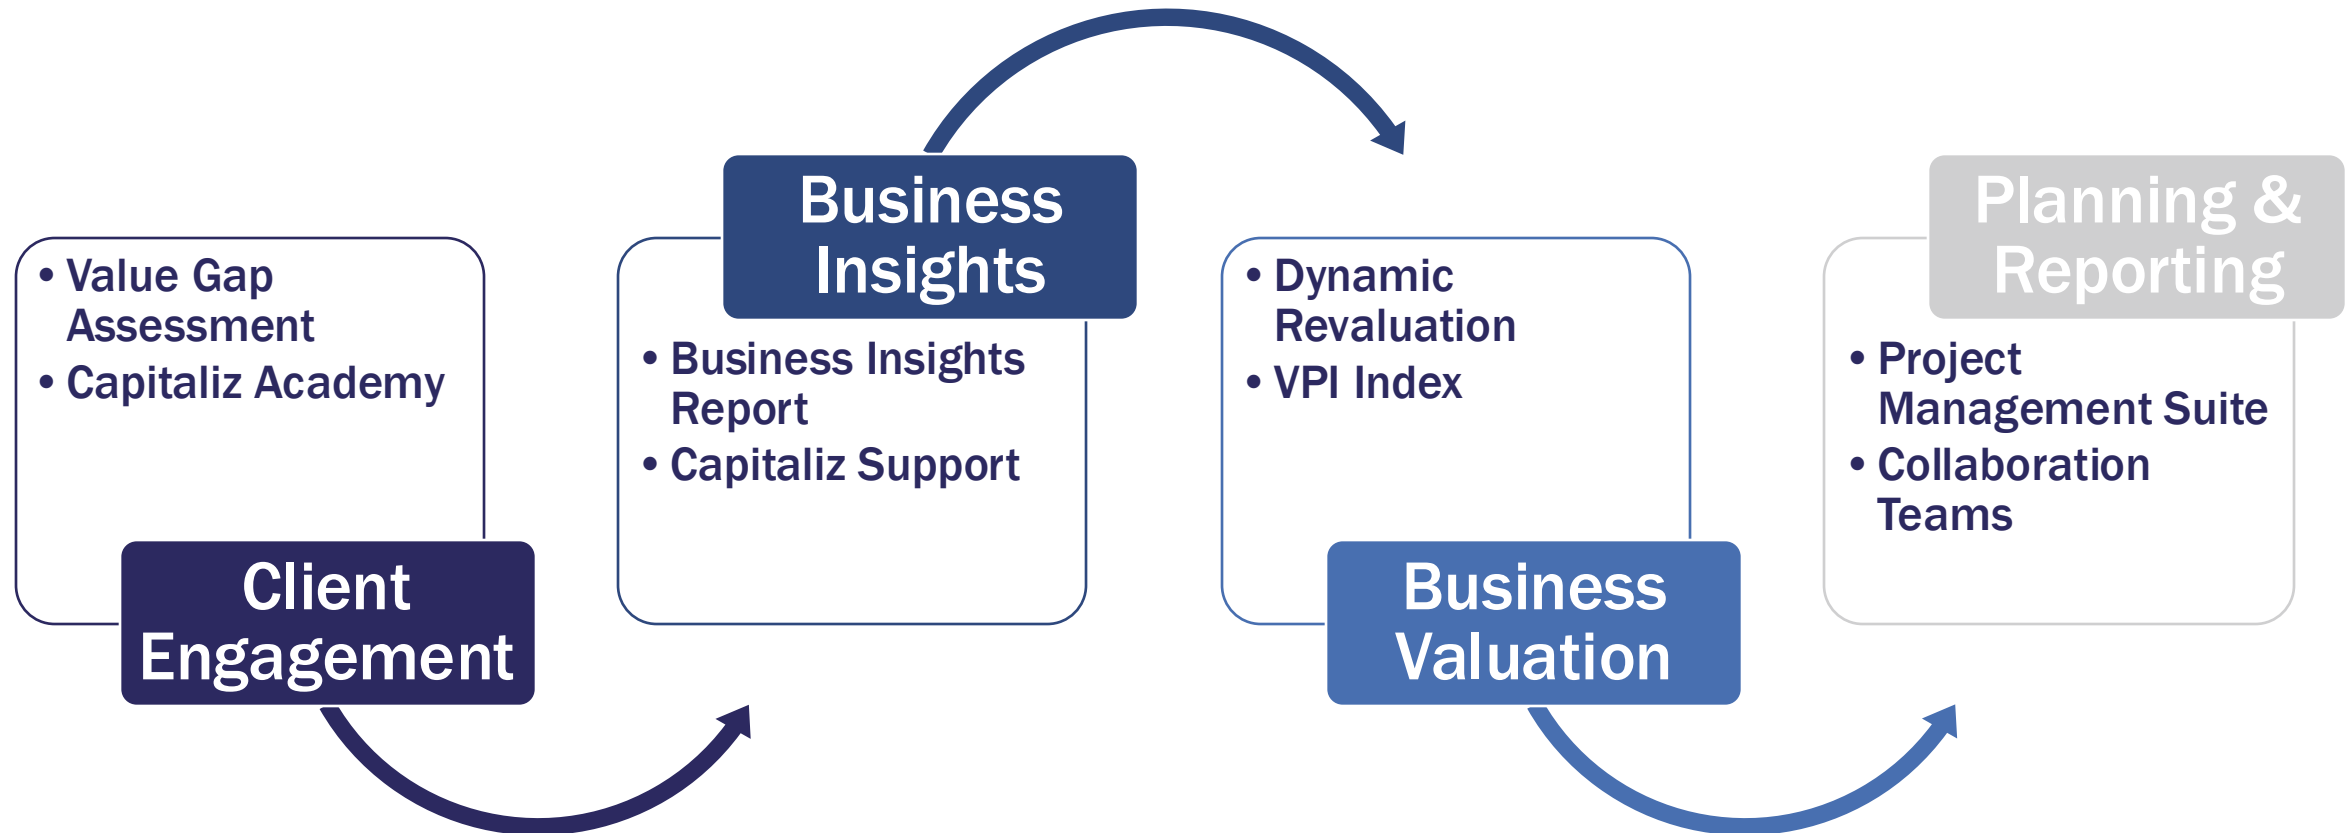 • Value Gap
Assessment
• Capitaliz Academy
Client
Engagement
Business
Insights
• Business Insights
Report
• Capitaliz Support
• Dynamic
Revaluation
• VPI Index
Business
Valuation
Planning &
Reporting
• Project
Management Suite
• Collaboration
Teams